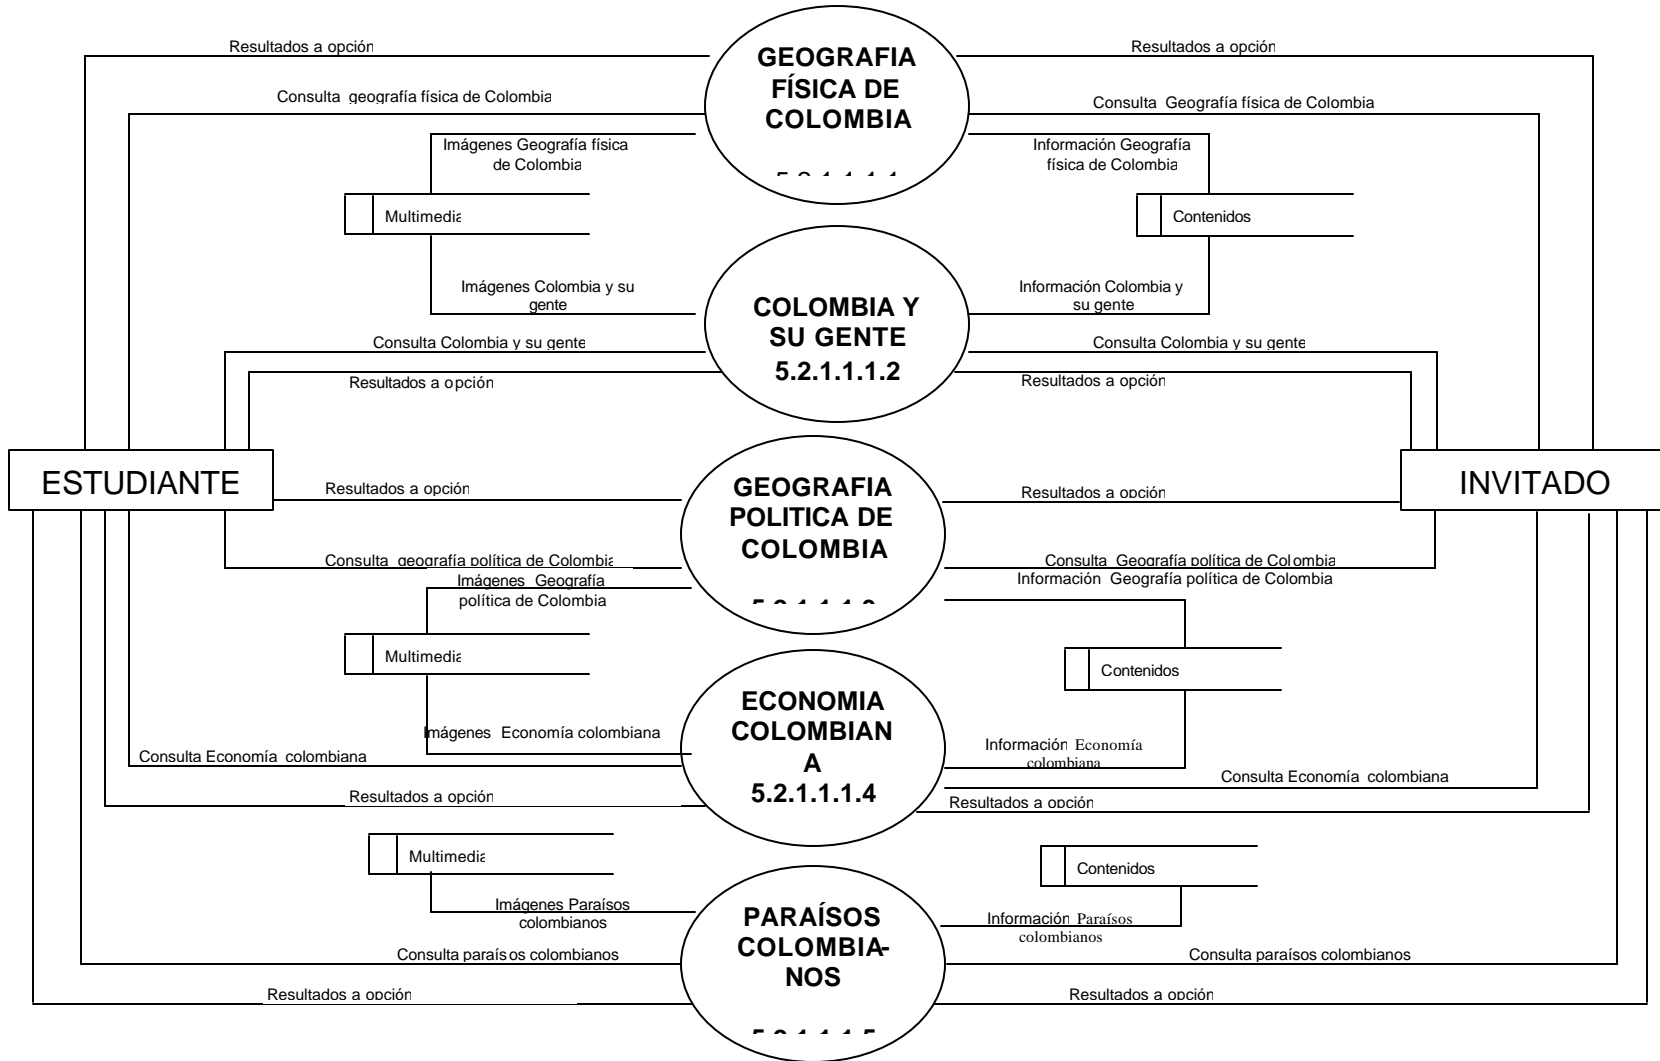 Resultados a opción
GEOGRAFIA
FÍSICA DE
COLOMBIA
Resultados a opción
Consulta geografía física de Colombia
Consulta Geografía física de Colombia
Imágenes Geografía física
de Colombia
Información Geografía
física de Colombia
Multimedia
Contenidos
Imágenes Colombia y su
gente
Información Colombia y
su gente
COLOMBIA Y
SU GENTE
5.2.1.1.1.2
Consulta Colombia y su gente
Consulta Colombia y su gente
Resultados a opción
Resultados a opción
ESTUDIANTE
INVITADO
Resultados a opción
GEOGRAFIA
POLITICA DE
COLOMBIA
Resultados a opción
Consulta geografía política de Colombia
Consulta Geografía política de Colombia
Imágenes Geografía
política de Colombia
Información Geografía política de Colombia
Multimedia
Contenidos
ECONOMIA
COLOMBIAN
A
5.2.1.1.1.4
Imágenes Economía colombiana
Información Economía
colombiana
Consulta Economía colombiana
Consulta Economía colombiana
Resultados a opción
Resultados a opción
Multimedia
Contenidos
Imágenes Paraísos
colombianos
PARAÍSOS
COLOMBIA-
NOS
Información Paraísos
colombianos
Consulta paraísos colombianos
Consulta paraísos colombianos
Resultados a opción
Resultados a opción